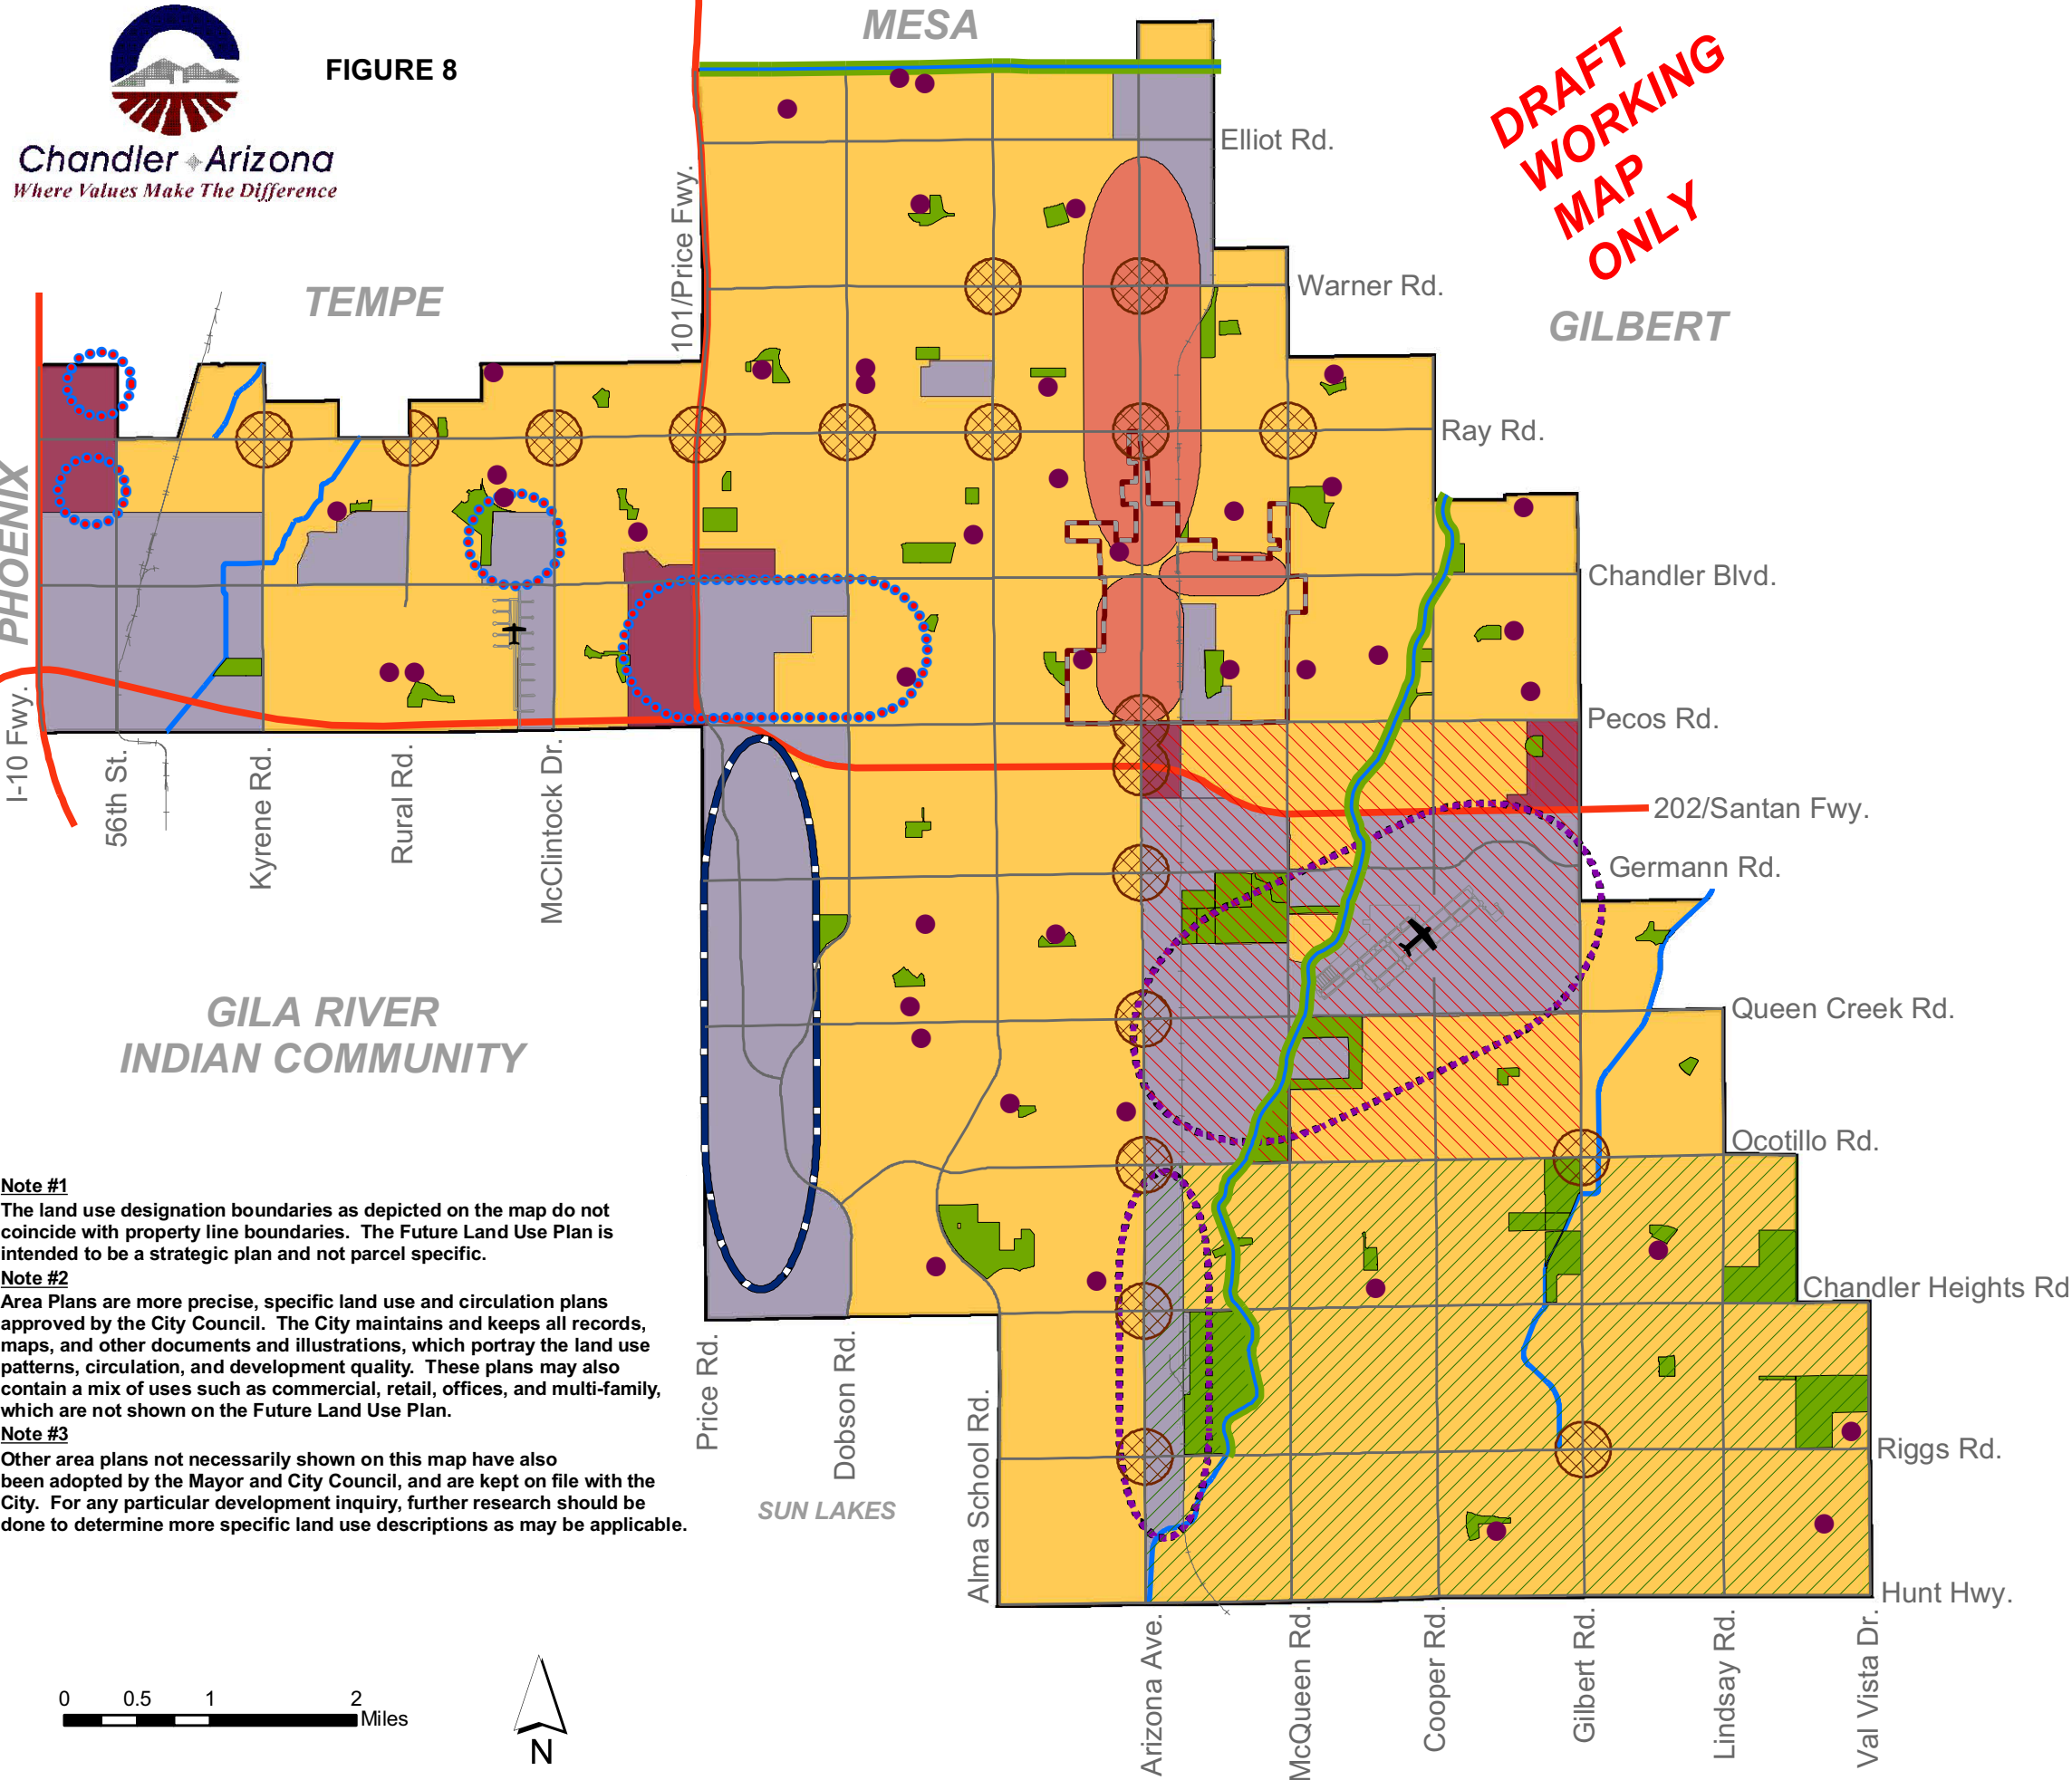 MESA
FIGURE 8
DRAFT
WORKING
MAP
ONLY
Chandler Arizona
Where Values Make The Difference
Elliot Rd.
101/Price Fwy.
TEMPE
Warner Rd.
GILBERT
Ray Rd.
PHOENIX
Chandler Blvd.
Pecos Rd.
I-10 Fwy.
56th St.
Kyrene Rd.
Rural Rd.
McClintock Dr.
202/Santan Fwy.
Germann Rd.
GILA RIVER
INDIAN COMMUNITY
Queen Creek Rd.
Ocotillo Rd.
Note #1
The land use designation boundaries as depicted on the map do not
coincide with property line boundaries. The Future Land Use Plan is
intended to be a strategic plan and not parcel specific.
Note #2
Area Plans are more precise, specific land use and circulation plans
approved by the City Council. The City maintains and keeps all records,
maps, and other documents and illustrations, which portray the land use
patterns, circulation, and development quality. These plans may also
contain a mix of uses such as commercial, retail, offices, and multi-family,
which are not shown on the Future Land Use Plan.
Note #3
Other area plans not necessarily shown on this map have also
been adopted by the Mayor and City Council, and are kept on file with the
City. For any particular development inquiry, further research should be
done to determine more specific land use descriptions as may be applicable.
Chandler Heights Rd
Price Rd.
Dobson Rd.
Alma School Rd.
Riggs Rd.
SUN LAKES
Hunt Hwy.
Arizona Ave.
McQueen Rd.
Cooper Rd.
Gilbert Rd.
Lindsay Rd.
Val Vista Dr.
0 0.5 1 2
Miles
N